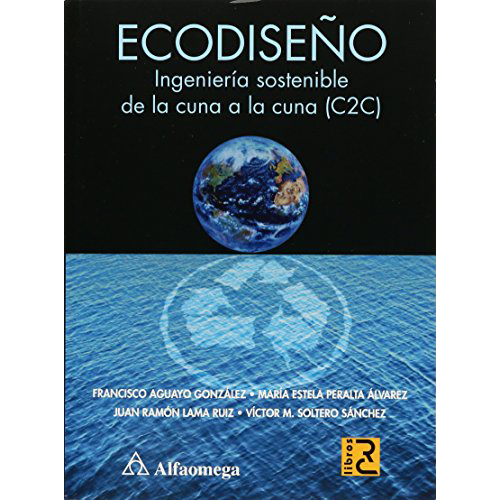 ECODISEÑO
Ingeniería sostenible
de la cuna a la cuna (C2C)
FRANCISCO AGUAYO GONZÁLEZ • MARÍA ESTELA PERALTA ÁLVAREZ
JUAN RAMÓN LAMA RUIZ • VÍCTOR M. SOLTERO SÁNCHEZ
Alfaomega
libros RC